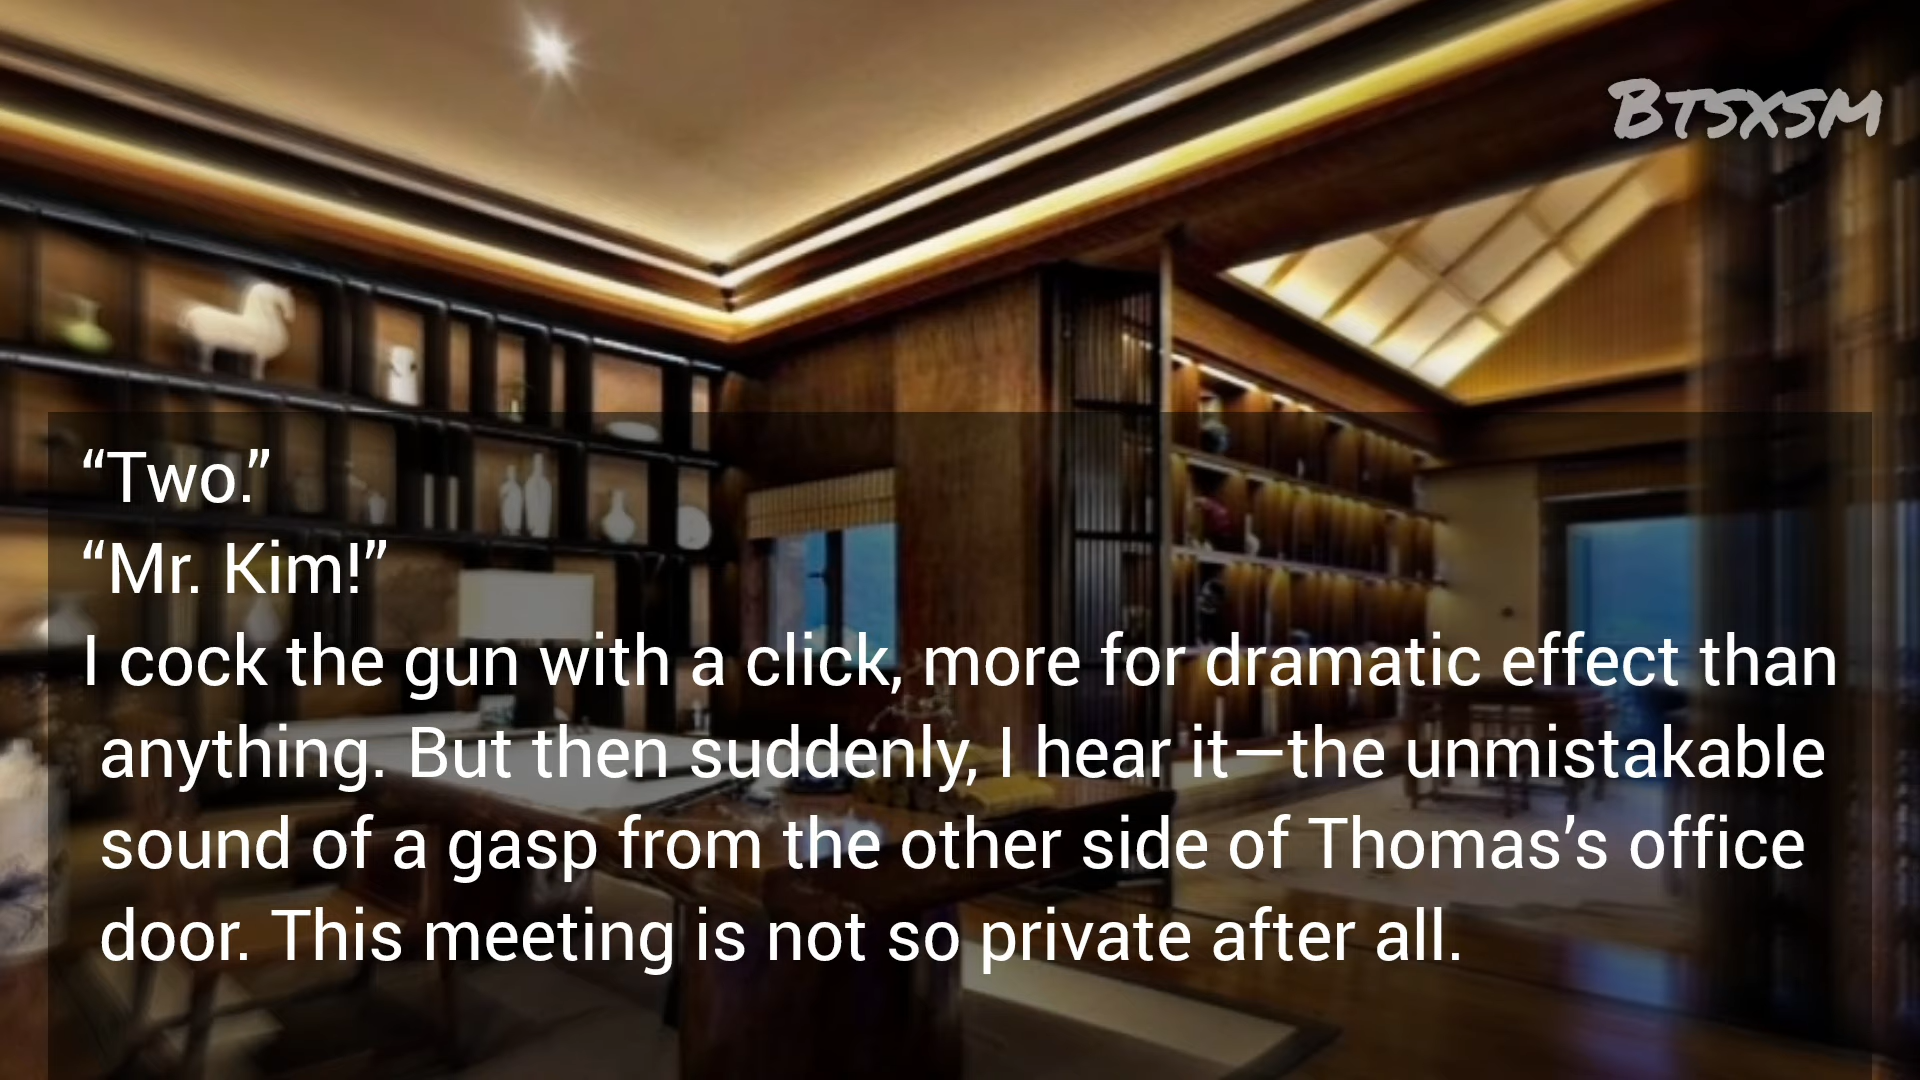 BTSXSM
“Two.”
“Mr. Kim!”
I cock the gun with a click, more for dramatic effect than
anything. But then suddenly, I hear it—the unmistakable
sound of a gasp from the other side of Thomas’s office
door. This meeting is not so private after all.